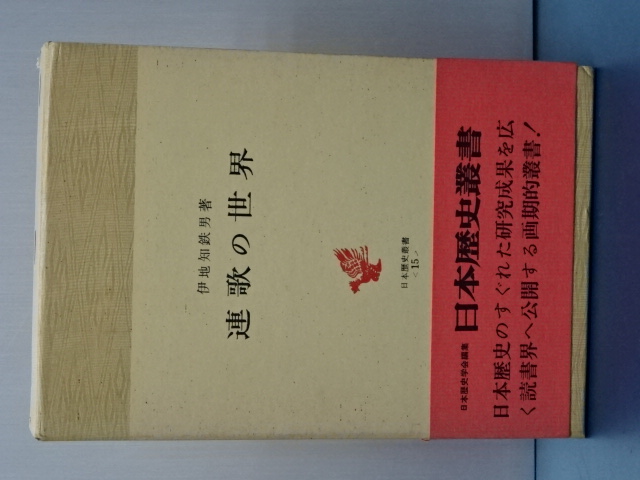 伊地知鉄男著
連歌の世界
日本歴史叢書
<15>
日本歴史学会編集
日本歴史叢書
日本歴史のすぐれた研究成果を広
く読書界へ公開する画期的叢書!